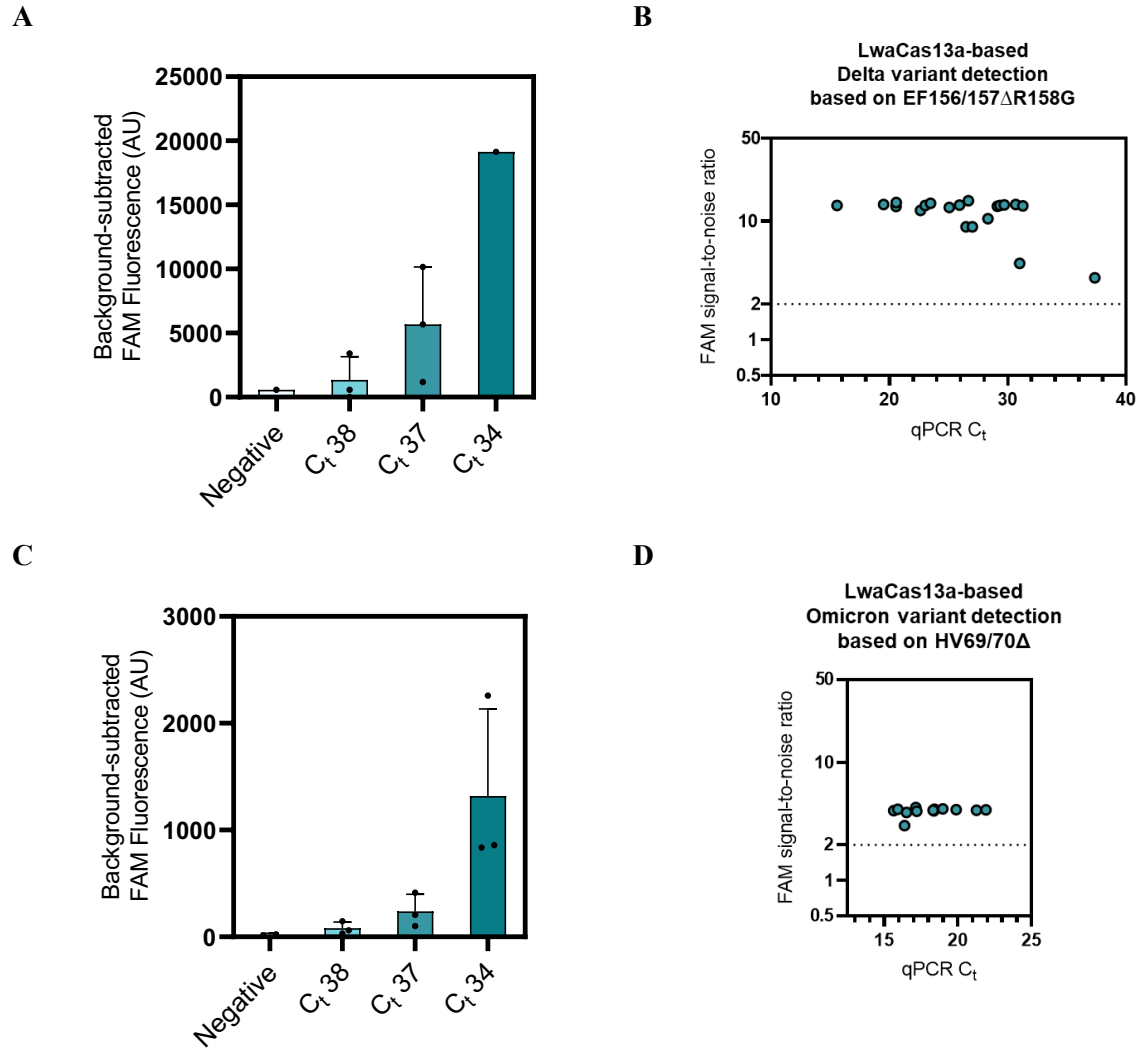 A
Background-subtracted
FAM Fluorescence (AU)
25000
20000
15000
10000
5000
0
Negative
Ct 38
Ct 37
Ct 34
B
LwaCas13a-based
Delta variant detection
based on EF156/157ΔR158G
FAM signal-to-noise ratio
50
10
2
1
0.5
10
20
30
40
qPCR Ct
C
Background-subtracted
FAM Fluorescence (AU)
3000
2000
1000
0
Negative
Ct 38
Ct 37
Ct 34
D
LwaCas13a-based
Omicron variant detection
based on HV69/70Δ
FAM signal-to-noise ratio
50
10
2
1
0.5
15
20
25
qPCR Ct